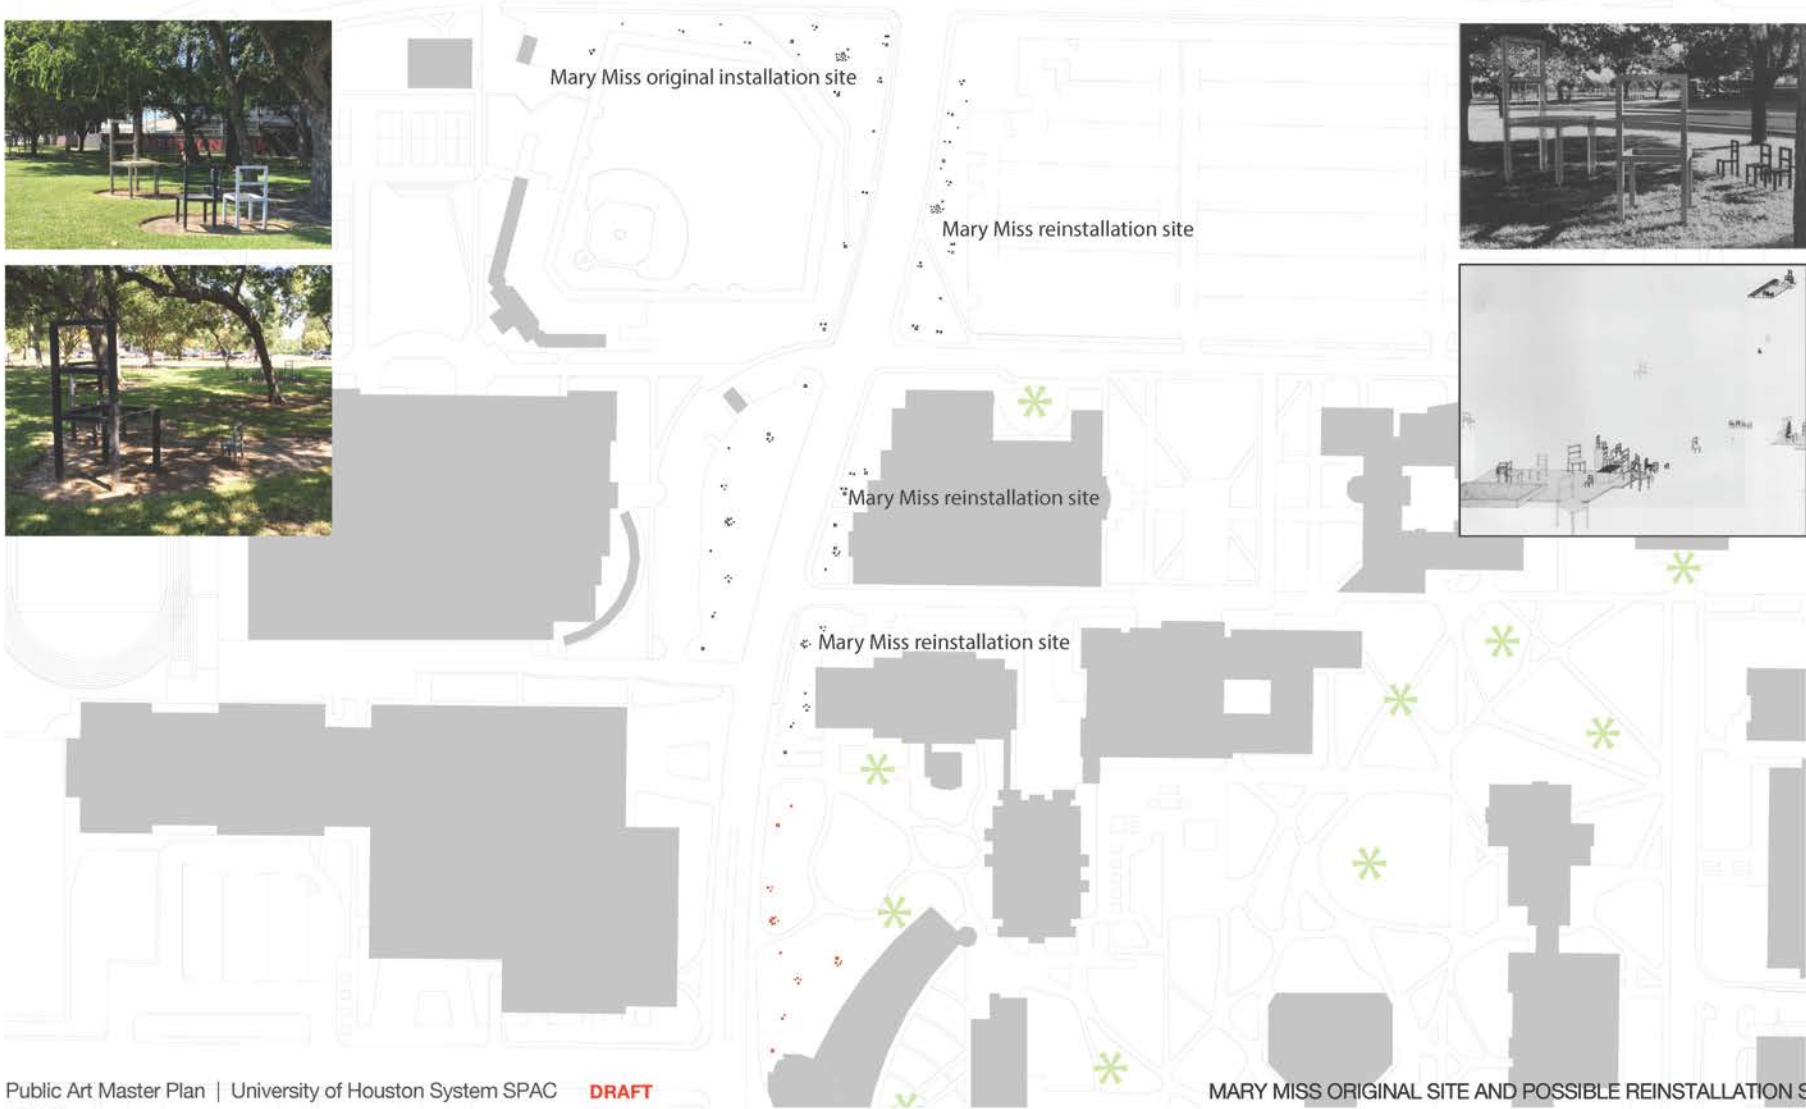 Mary Miss original installation site
Mary Miss reinstallation site
Mary Miss reinstallation site
Mary Miss reinstallation site
Public Art Master Plan | University of Houston System SPAC DRAFT
MARY MISS ORIGINAL SITE AND POSSIBLE REINSTALLATION S